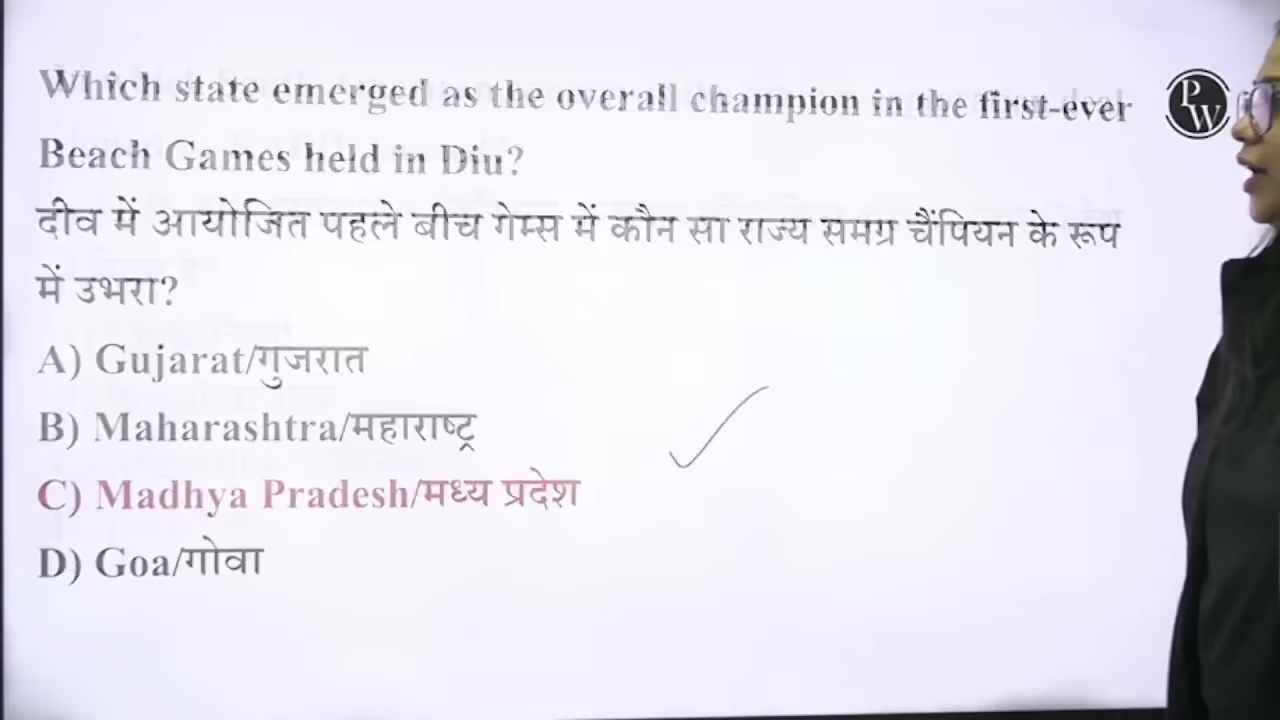 Which state emerged as the overall champion in the first-ever
Beach Games held in Diu?
दीव में आयोजित पहले बीच गेम्स में कौन सा राज्य समग्र चैंपियन के रूप
में उभरा?
A) Gujarat/गुजरात
B) Maharashtra/महाराष्ट्र
C) Madhya Pradesh/मध्य प्रदेश
D) Goa/गोवा
PW